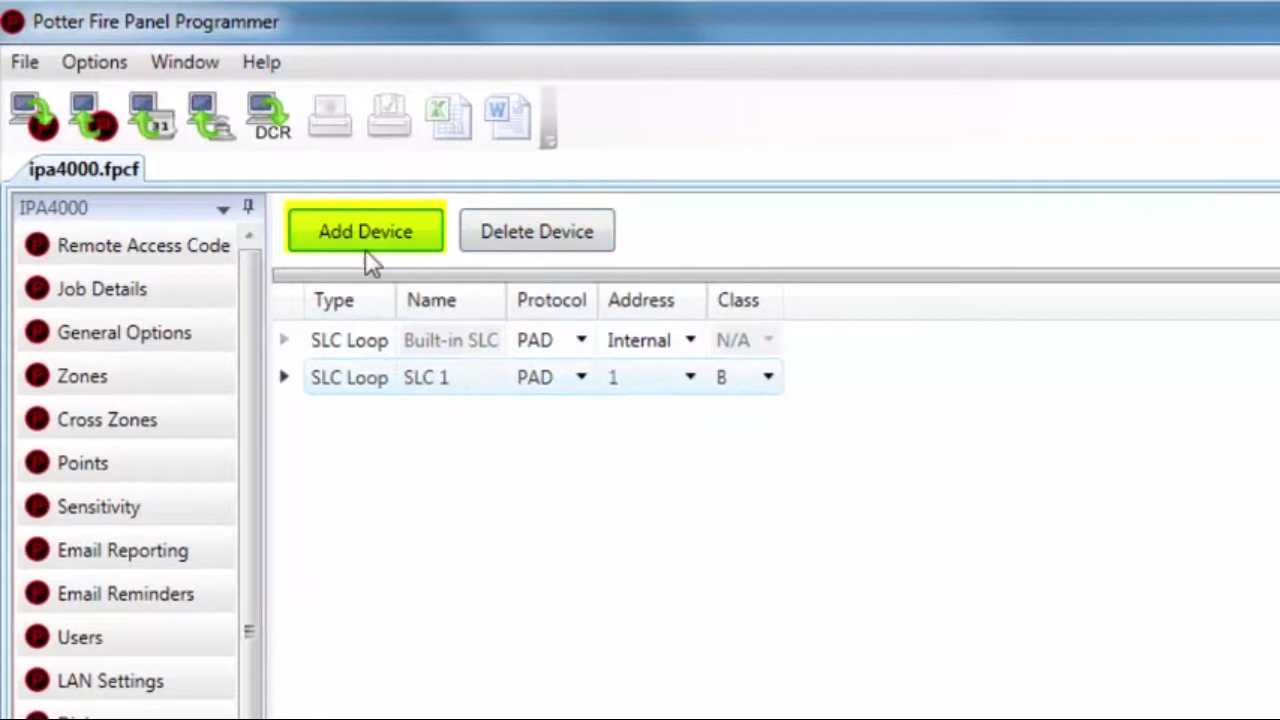 Potter Fire Panel Programmer
File Options Window Help
31 DCR
ipa4000.fpcf
IPA4000
Add Device Delete Device
Remote Access Code
Job Details
General Options
Zones
Cross Zones
Points
Sensitivity
Email Reporting
Email Reminders
Users
LAN Settings
Type Name Protocol Address Class
SLC Loop Built-in SLC PAD Internal N/A
SLC Loop SLC 1 PAD 1 B